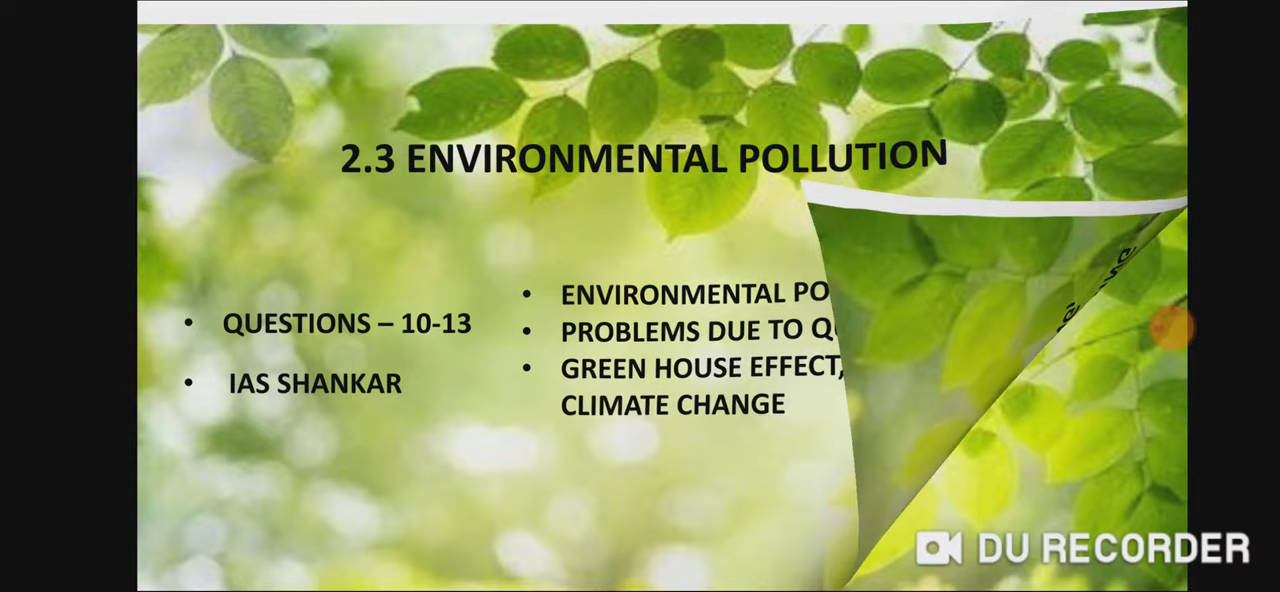 2.3 ENVIRONMENTAL POLLUTION
• QUESTIONS – 10-13
• IAS SHANKAR
• ENVIRONMENTAL
• PROBLEMS DUE TO
• GREEN HOUSE EFFECT,
CLIMATE CHANGE
DU RECORDER